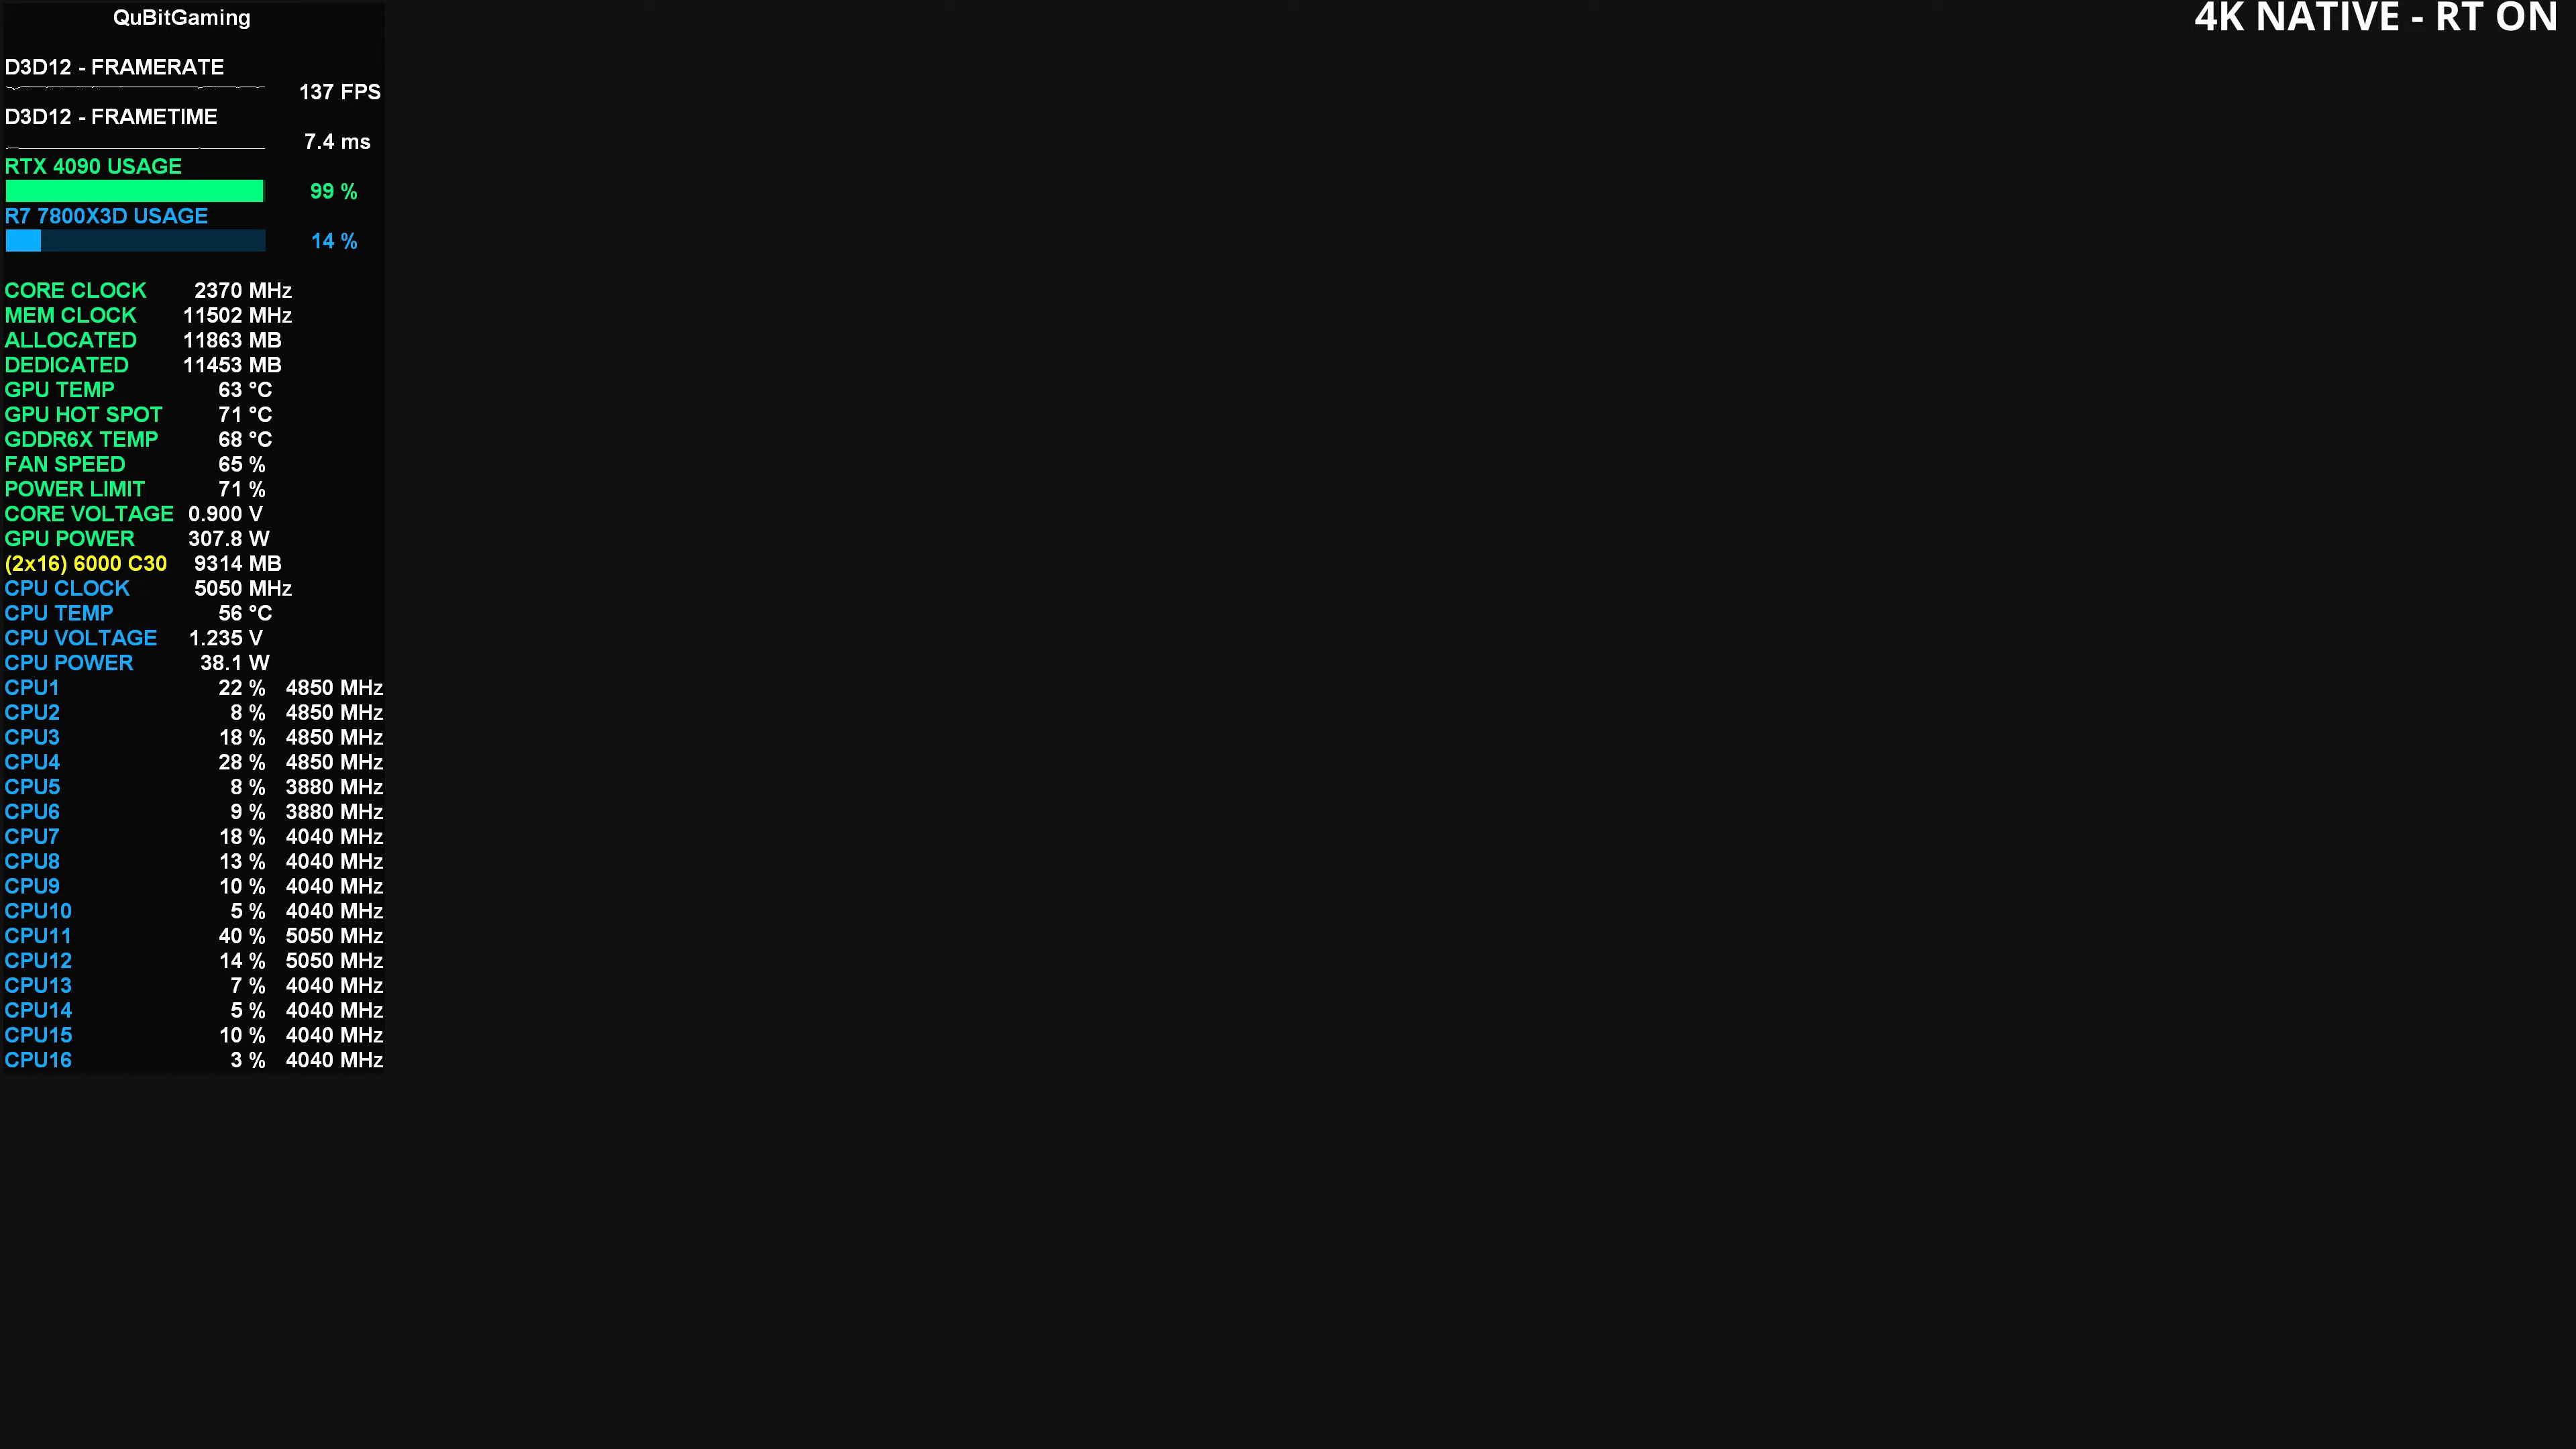 QuBitGaming
4K NATIVE - RT ON
D3D12 - FRAMERATE
137 FPS
D3D12 - FRAMETIME
7.4 ms
RTX 4090 USAGE
99 %
R7 7800X3D USAGE
14 %
CORE CLOCK 2370 MHz
MEM CLOCK 11502 MHz
ALLOCATED 11863 MB
DEDICATED 11453 MB
GPU TEMP 63 °C
GPU HOT SPOT 71 °C
GDDR6X TEMP 68 °C
FAN SPEED 65 %
POWER LIMIT 71 %
CORE VOLTAGE 0.900 V
GPU POWER 307.8 W
(2x16) 6000 C30 9314 MB
CPU CLOCK 5050 MHz
CPU TEMP 56 °C
CPU VOLTAGE 1.235 V
CPU POWER 38.1 W
CPU1 22 % 4850 MHz
CPU2 8 % 4850 MHz
CPU3 18 % 4850 MHz
CPU4 28 % 4850 MHz
CPU5 8 % 3880 MHz
CPU6 9 % 3880 MHz
CPU7 18 % 4040 MHz
CPU8 13 % 4040 MHz
CPU9 10 % 4040 MHz
CPU10 5 % 4040 MHz
CPU11 40 % 5050 MHz
CPU12 14 % 5050 MHz
CPU13 7 % 4040 MHz
CPU14 5 % 4040 MHz
CPU15 10 % 4040 MHz
CPU16 3 % 4040 MHz